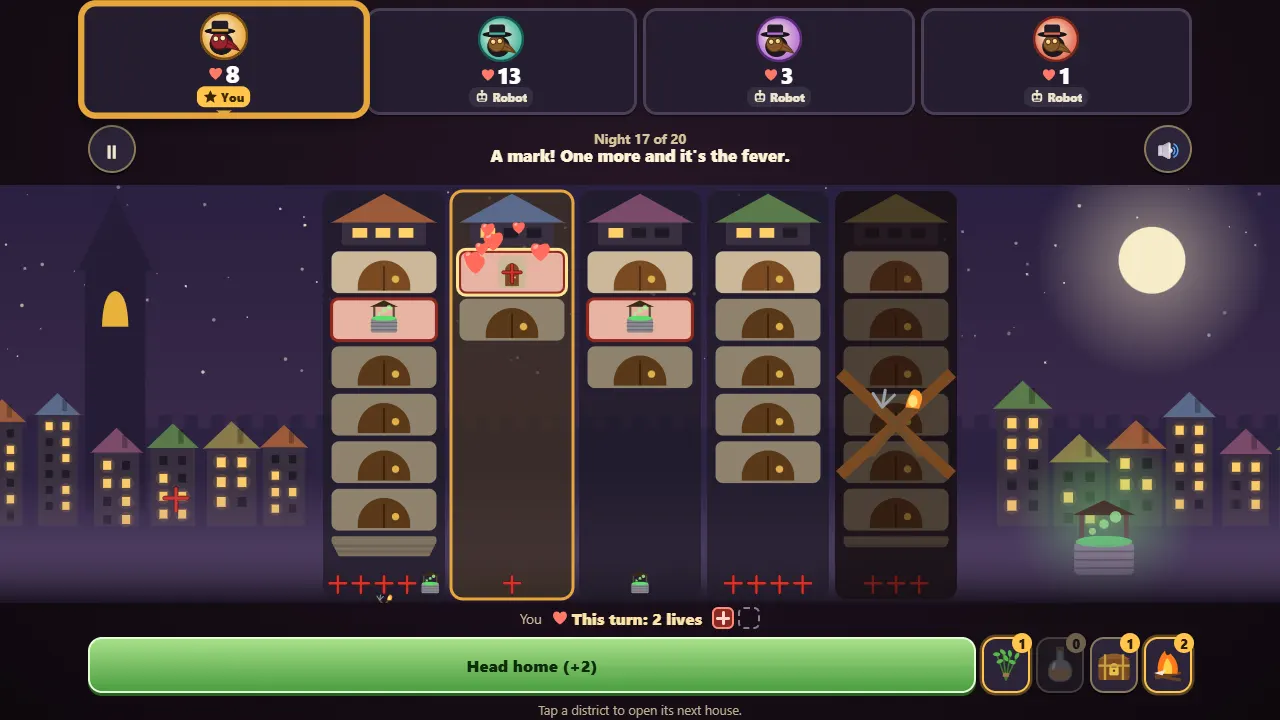 8
You
13
Robot
3
Robot
1
Robot
Night 17 of 20
A mark! One more and it's the fever.
You This turn: 2 lives
Head home (+2)
1
0
1
2
Tap a district to open its next house.